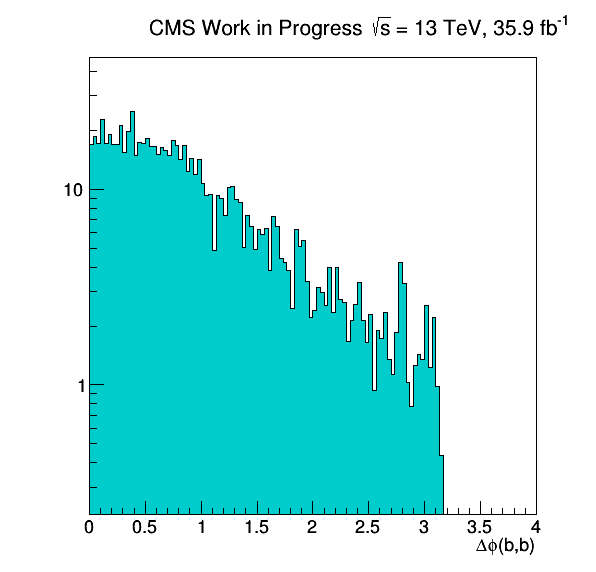 CMS Work in Progress √s = 13 TeV, 35.9 fb⁻¹
10
1
0 0.5 1 1.5 2 2.5 3 3.5 4
Δϕ(b,b)